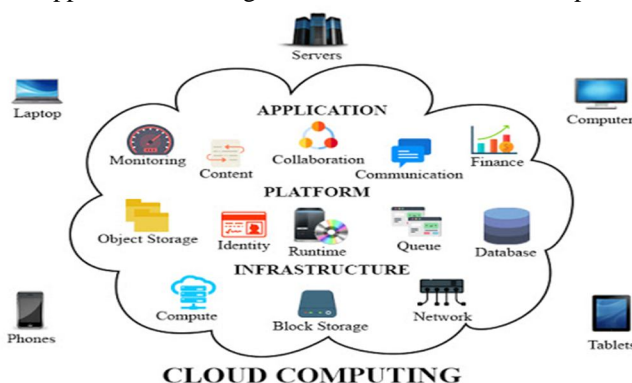 Servers
Laptop
Computer
APPLICATION
Monitoring
Content
Collaboration
Communication
Finance
PLATFORM
Object Storage
Identity
Runtime
Queue
Database
INFRASTRUCTURE
Compute
Block Storage
Network
Phones
Tablets
CLOUD COMPUTING